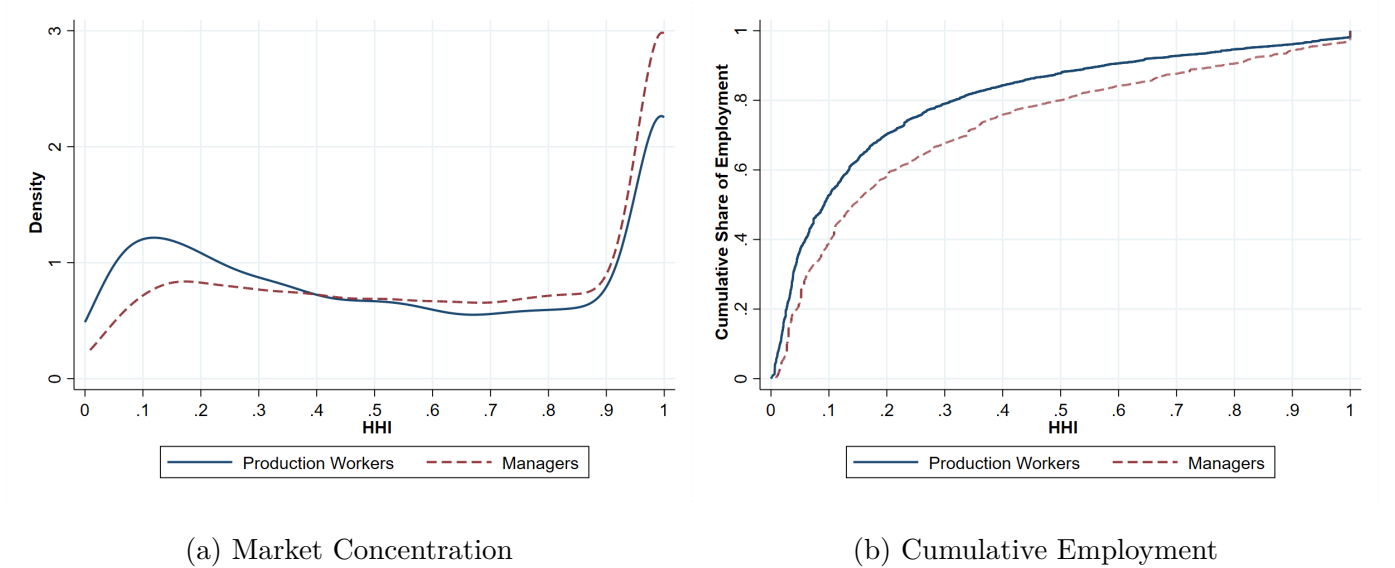 Density
3
2
1
0
0 .1 .2 .3 .4 .5 .6 .7 .8 .9 1
HHI
Production Workers Managers
(a) Market Concentration
Cumulative Share of Employment
1
.8
.6
.4
.2
0
0 .1 .2 .3 .4 .5 .6 .7 .8 .9 1
HHI
Production Workers Managers
(b) Cumulative Employment